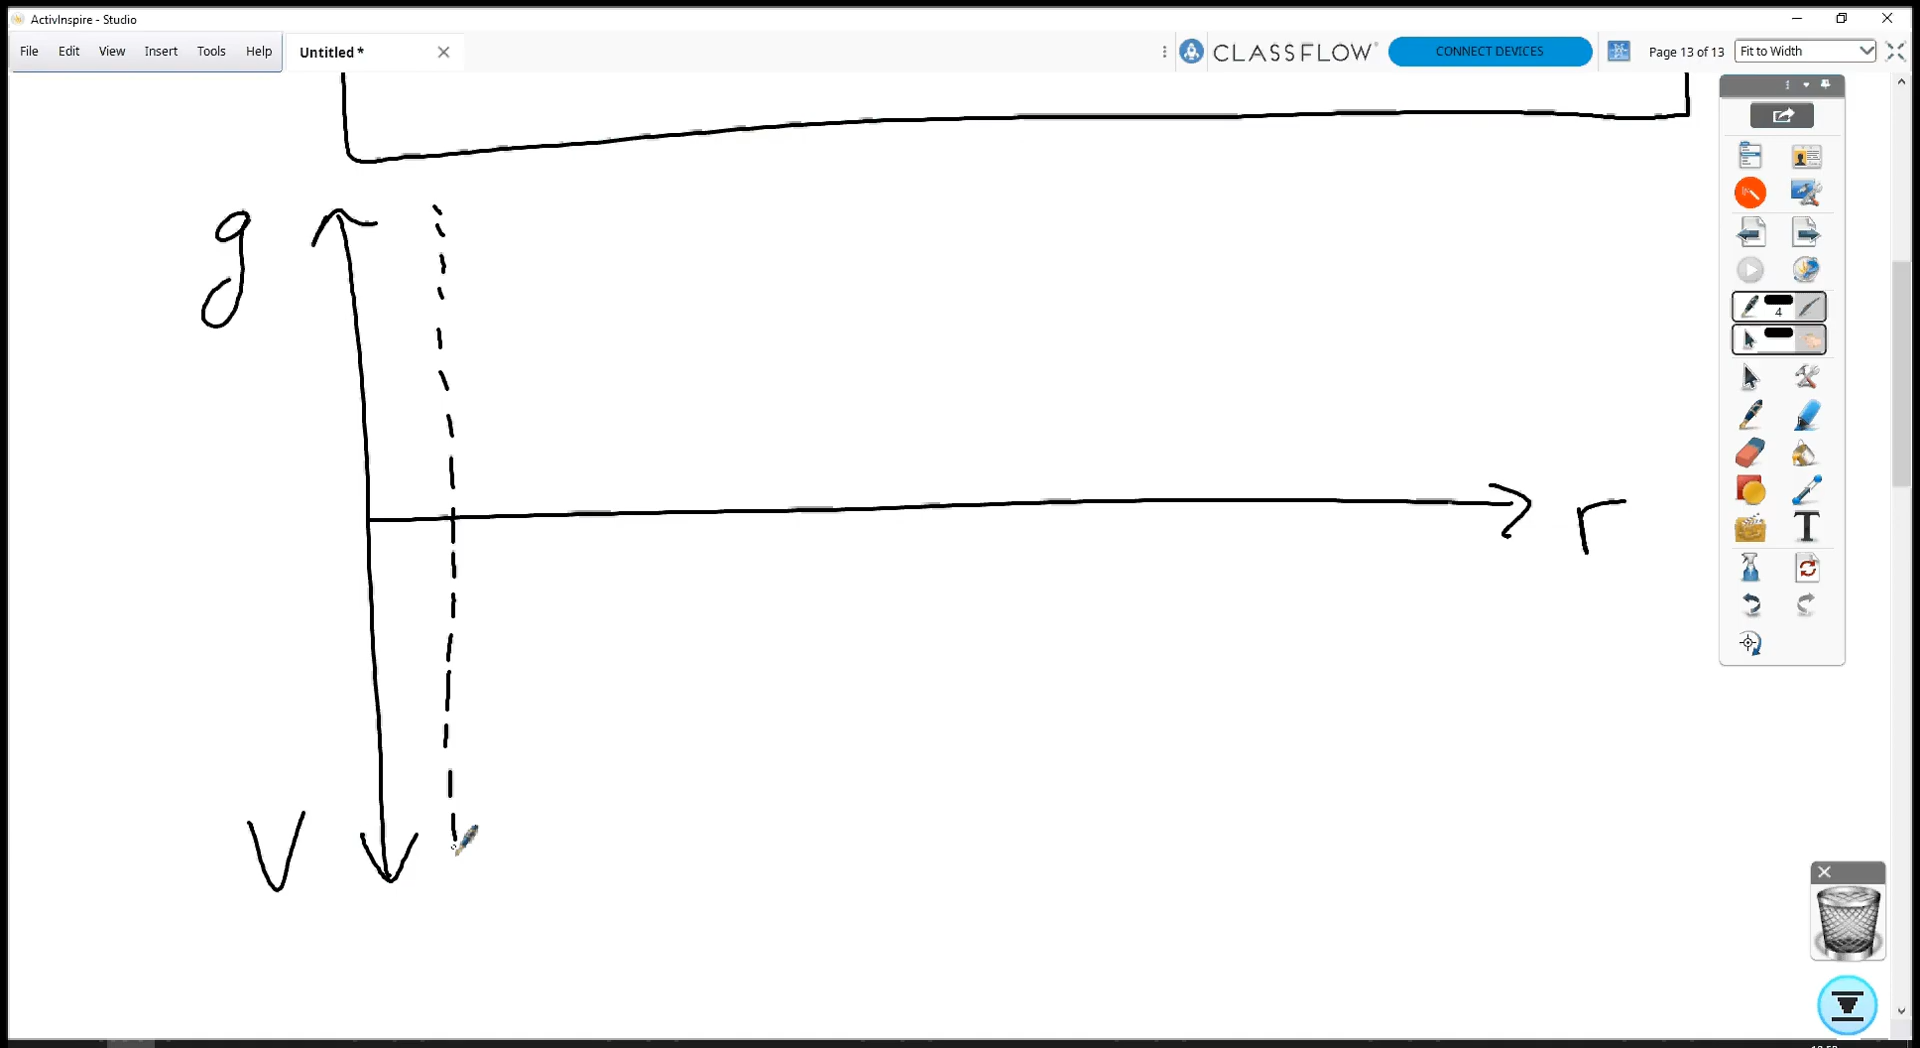 ActivInspire - Studio
File Edit View Insert Tools Help Untitled * CLASSFLOW CONNECT DEVICES Page 13 of 13 Fit to Width
g
4
r
T
V